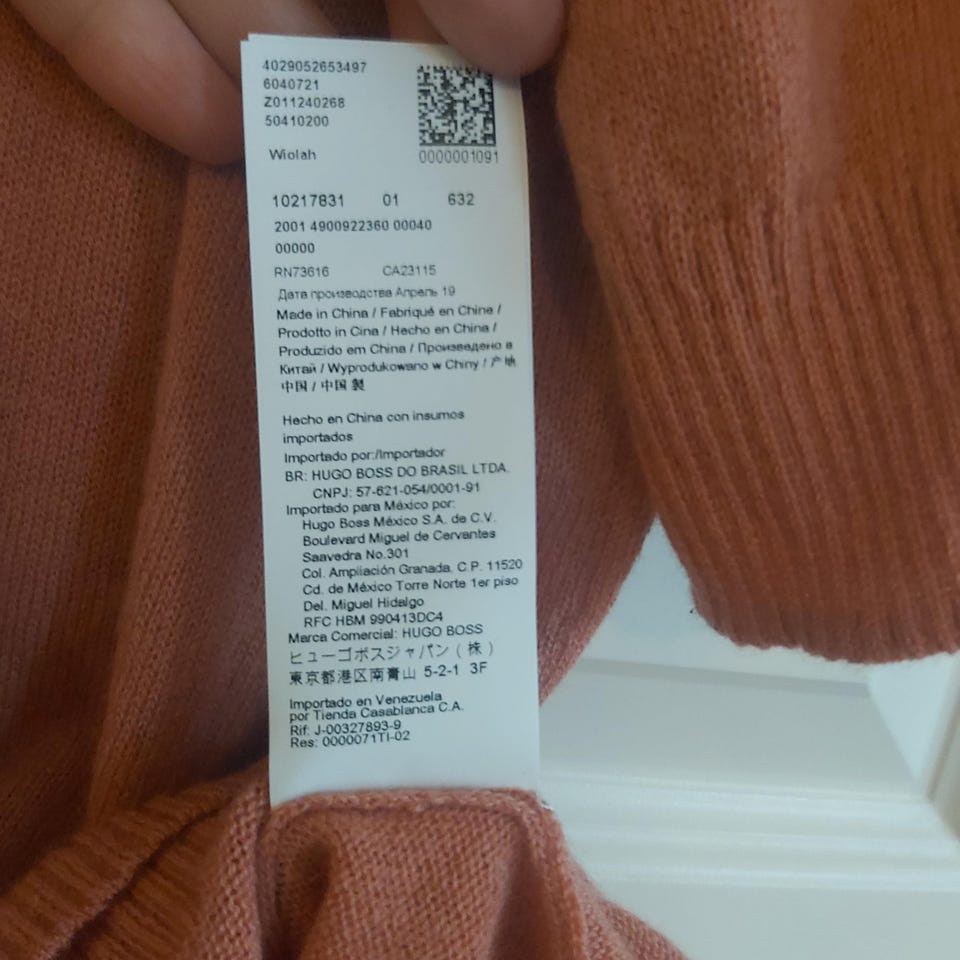 4029052653497
6040721
Z011240268
50410200
Wiolah
0000001091
10217831 01 632
2001 4900922360 00040
00000
RN73616 CA23115
Дата производства Апрель 19
Made in China / Fabriqué en Chine /
Prodotto in Cina / Hecho en China /
Produzido em China / Произведено в
Китай / Wyprodukowano w Chiny / 产地
中国 / 中国 製
Hecho en China con insumos
importados
Importado por:/Importador
BR: HUGO BOSS DO BRASIL LTDA.
CNPJ: 57-621-054/0001-91
Importado para México por:
Hugo Boss México S.A. de C.V.
Boulevard Miguel de Cervantes
Saavedra No.301
Col. Ampliación Granada. C.P. 11520
Cd. de México Torre Norte 1er piso
Del. Miguel Hidalgo
RFC HBM 990413DC4
Marca Comercial: HUGO BOSS
ヒューゴボスジャパン ( 株 )
東京都港区南青山 5-2-1 3F
Importado en Venezuela
por Tienda Casablanca C.A.
Rif: J-00327893-9
Res: 0000071TI-02